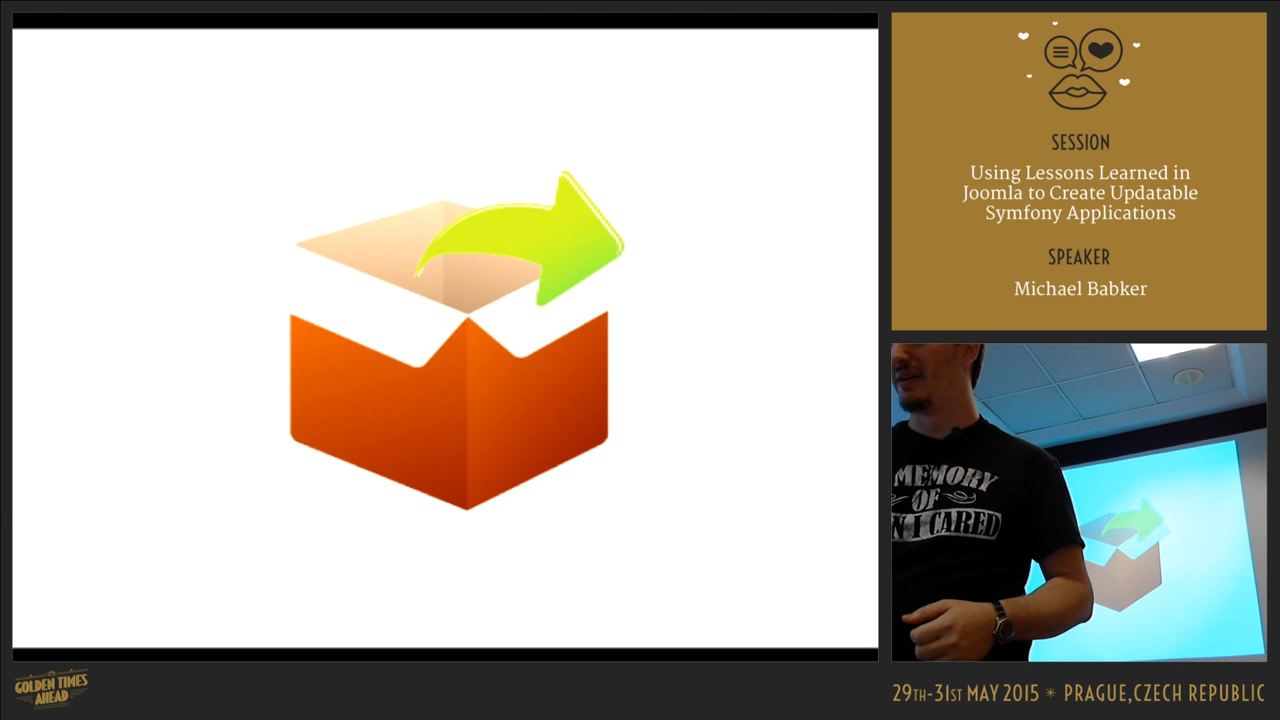 SESSION
Using Lessons Learned in
Joomla to Create Updatable
Symfony Applications
SPEAKER
Michael Babker
MEMORY
OF
N I CARED
GOLDEN TIMES
AHEAD
29TH-31ST MAY 2015 * PRAGUE,CZECH REPUBLIC